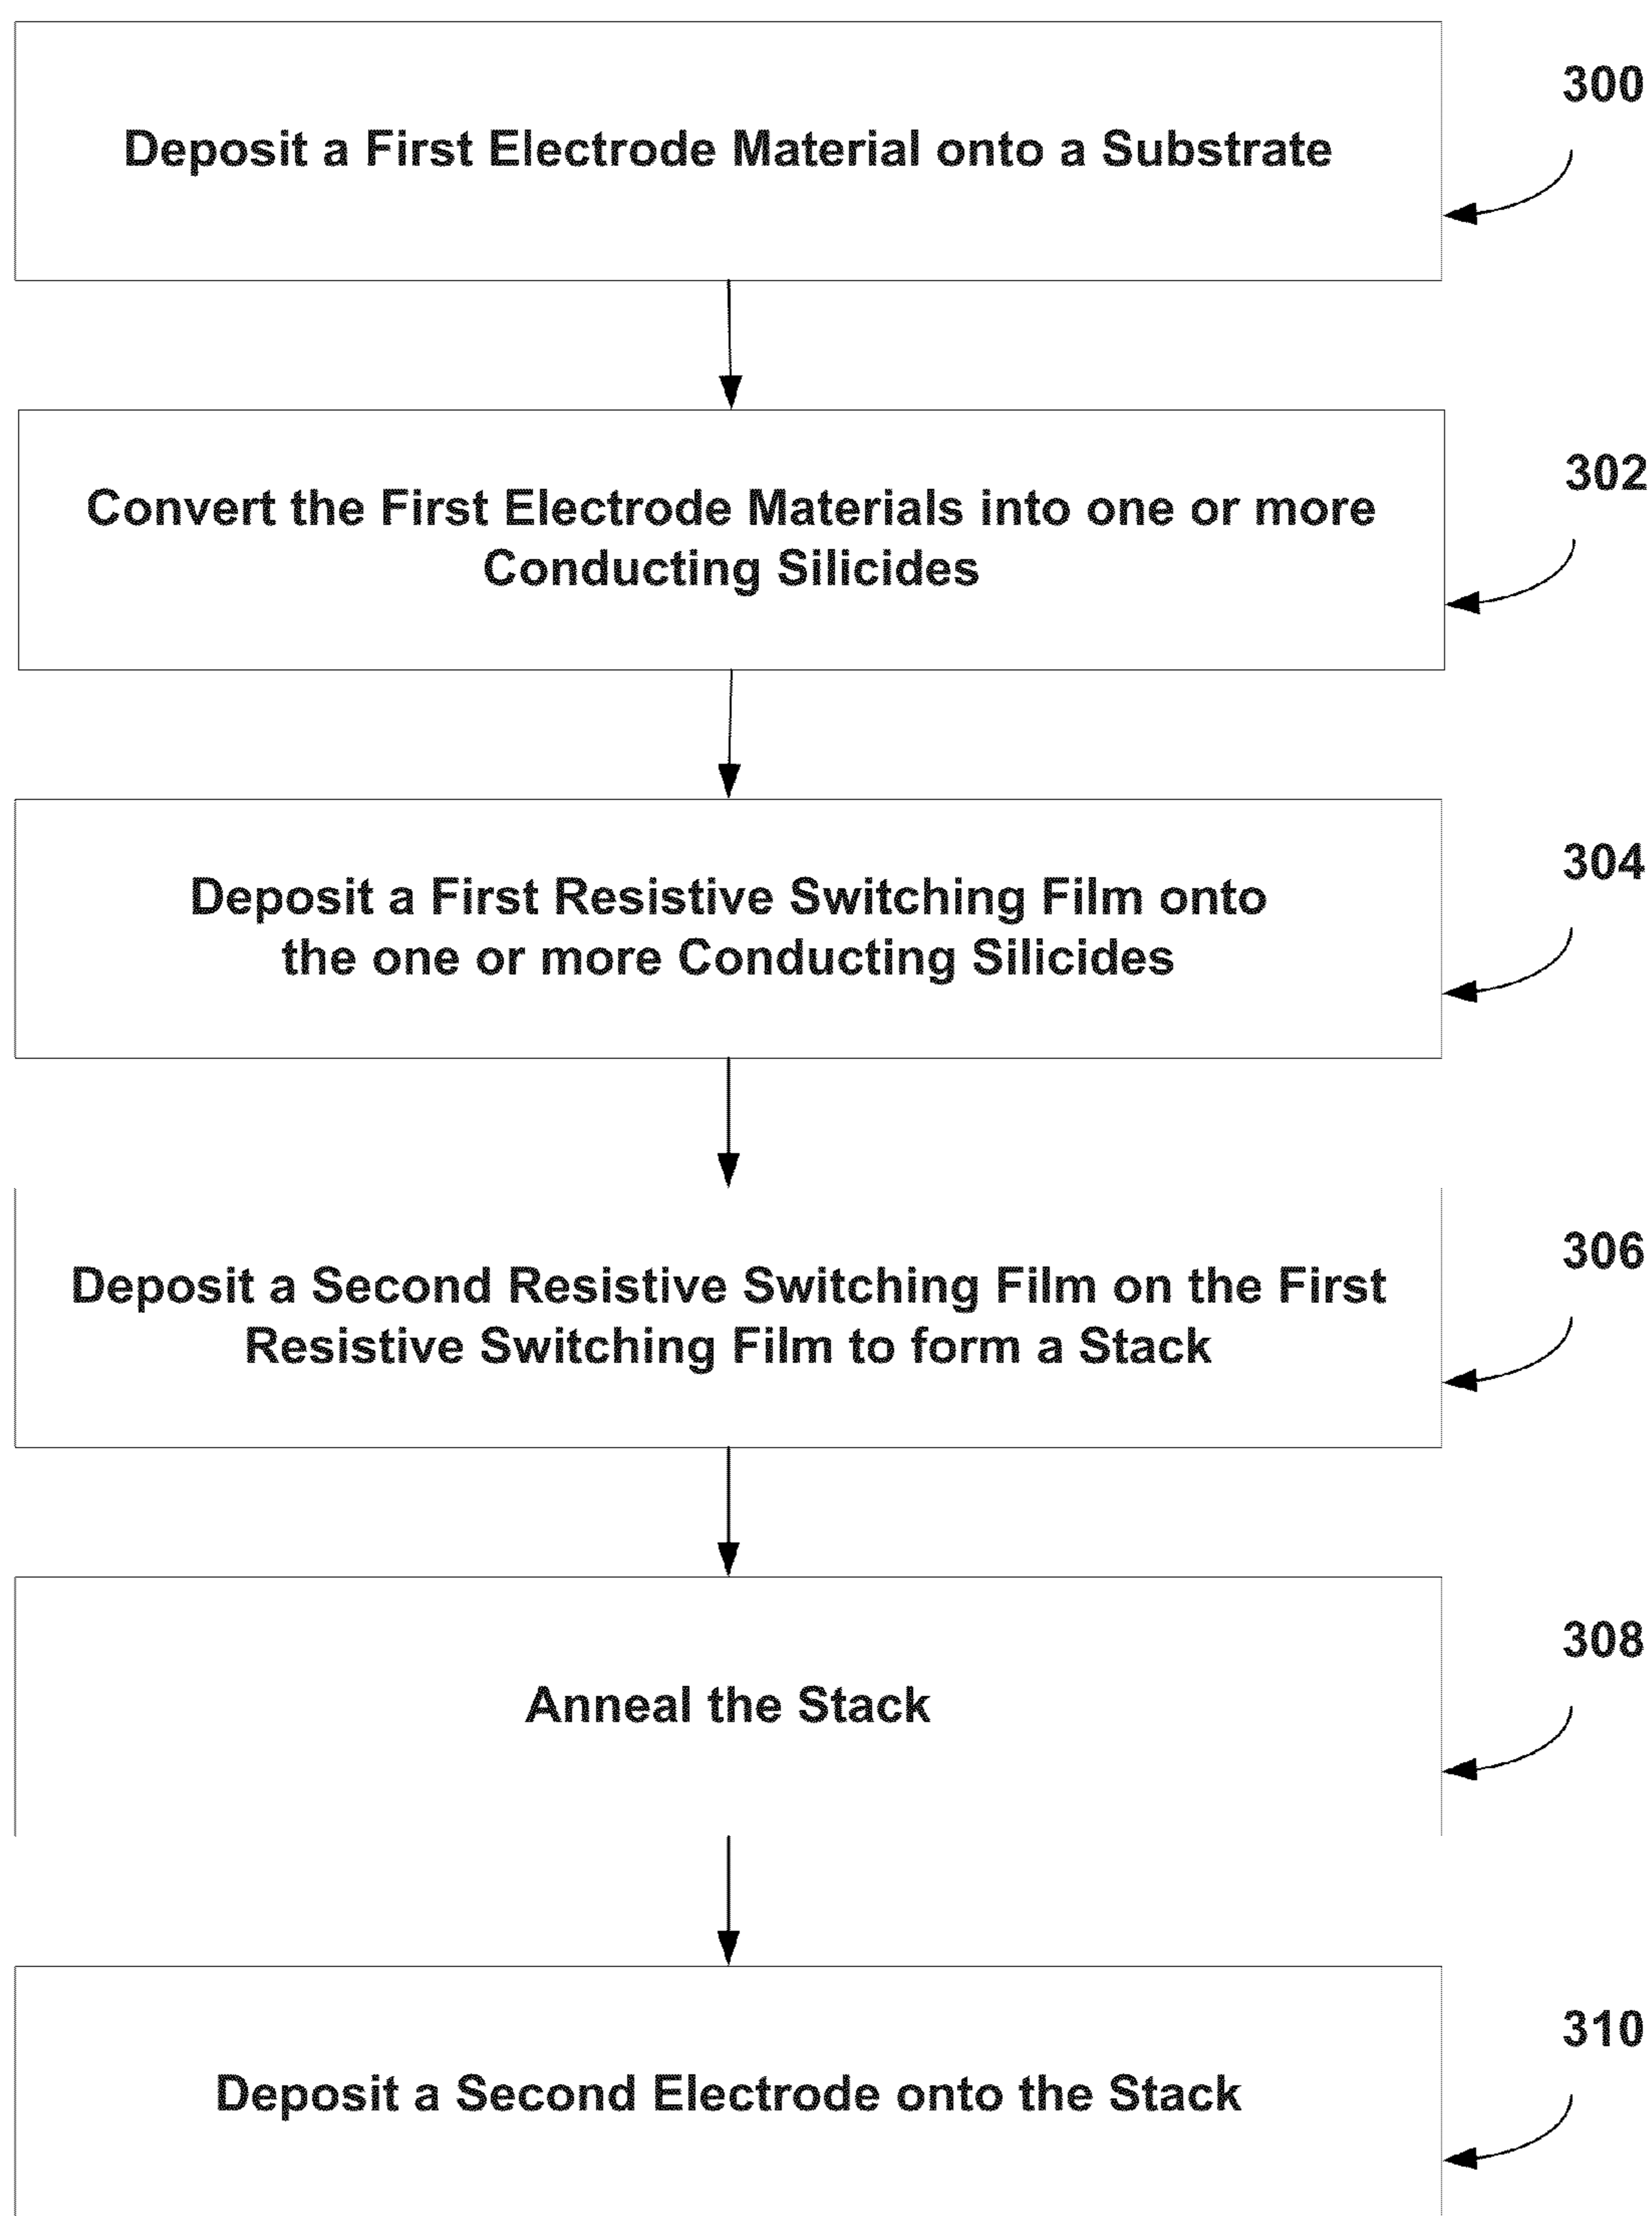 300
Deposit a First Electrode Material onto a Substrate
302
Convert the First Electrode Materials into one or more
Conducting Silicides
304
Deposit a First Resistive Switching Film onto
the one or more Conducting Silicides
306
Deposit a Second Resistive Switching Film on the First
Resistive Switching Film to form a Stack
308
Anneal the Stack
310
Deposit a Second Electrode onto the Stack